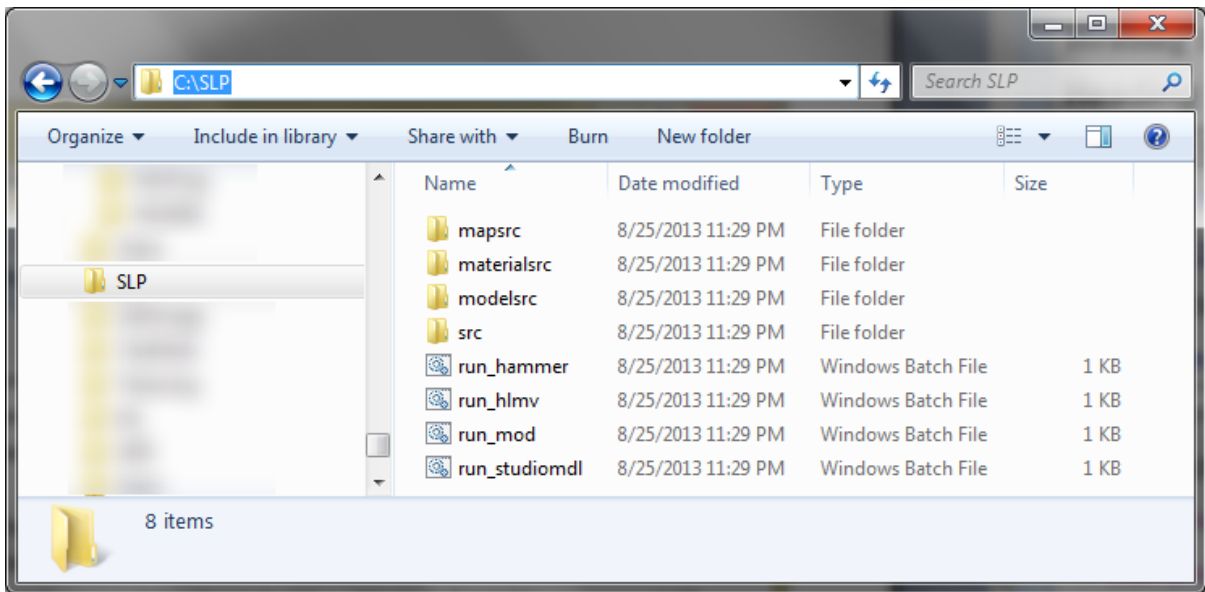 C:\SLP
Search SLP
Organize Include in library Share with Burn New folder
Name Date modified Type Size
mapsrc 8/25/2013 11:29 PM File folder
materialsrc 8/25/2013 11:29 PM File folder
SLP
modelsrc 8/25/2013 11:29 PM File folder
src 8/25/2013 11:29 PM File folder
run_hammer 8/25/2013 11:29 PM Windows Batch File 1 KB
run_hlmv 8/25/2013 11:29 PM Windows Batch File 1 KB
run_mod 8/25/2013 11:29 PM Windows Batch File 1 KB
run_studiomdl 8/25/2013 11:29 PM Windows Batch File 1 KB
8 items